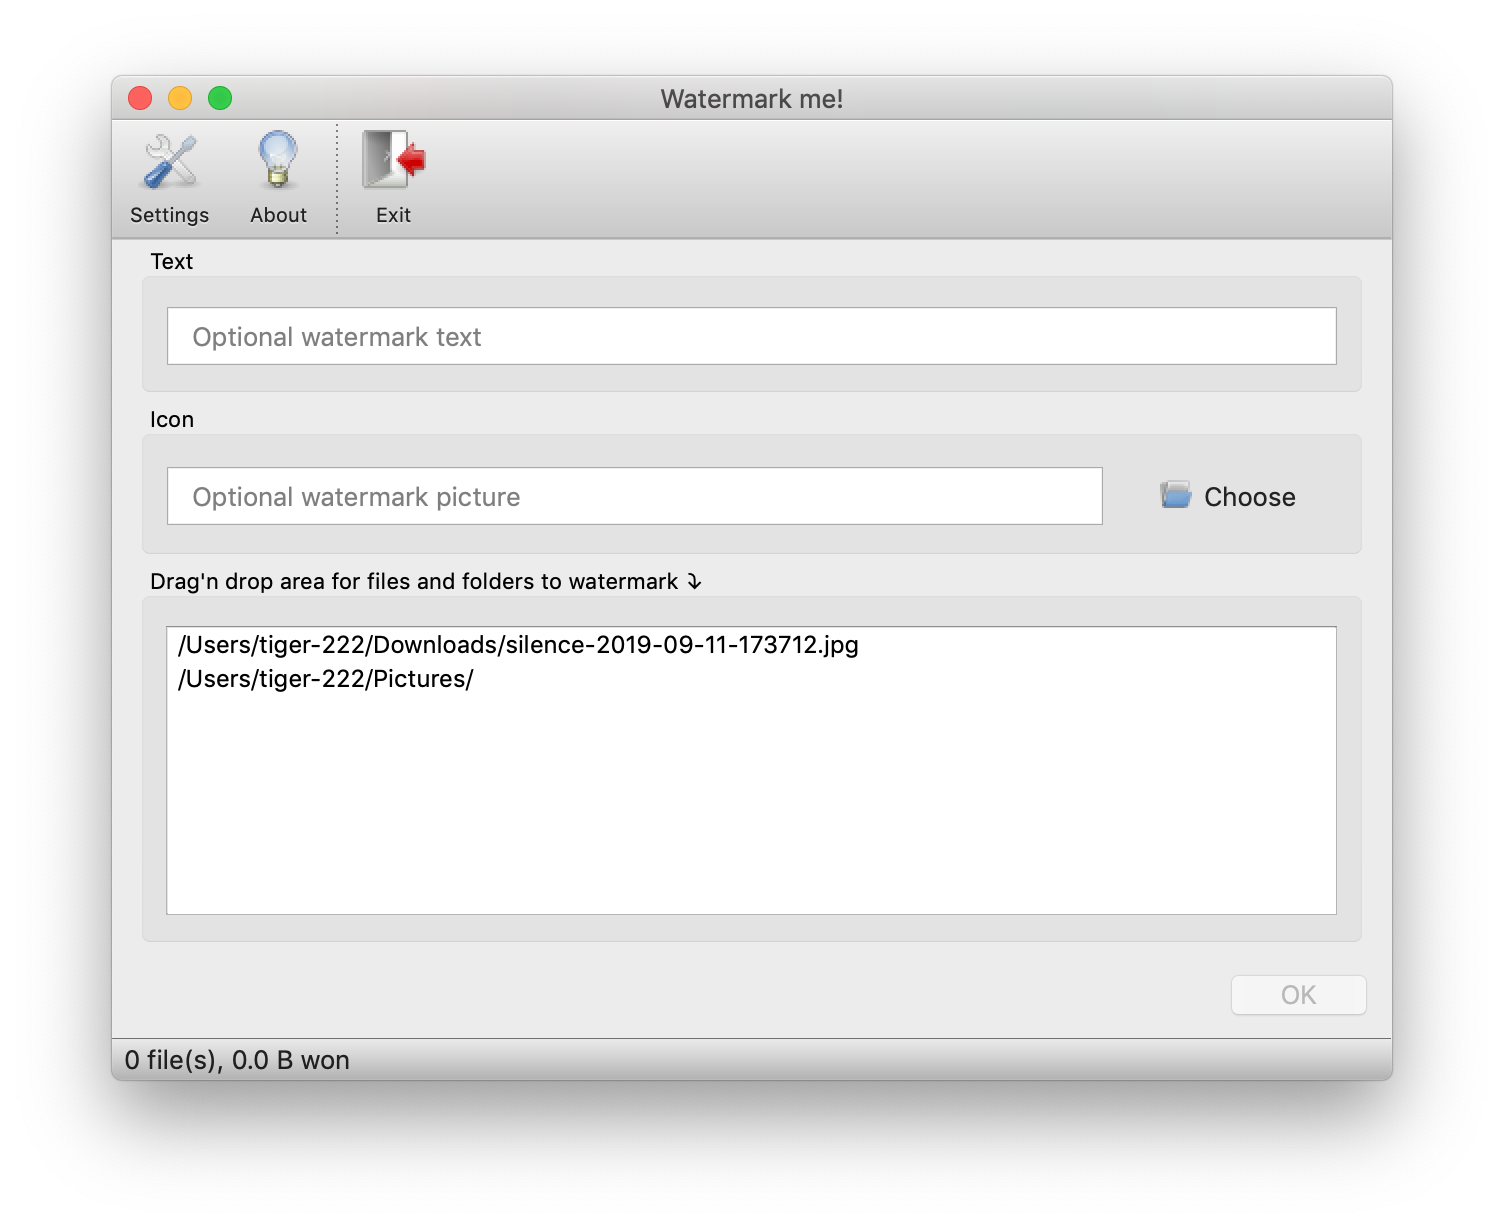 Watermark me!
Settings
About
Exit
Text
Optional watermark text
Icon
Optional watermark picture
Choose
Drag'n drop area for files and folders to watermark ⤵
/Users/tiger-222/Downloads/silence-2019-09-11-173712.jpg
/Users/tiger-222/Pictures/
OK
0 file(s), 0.0 B won